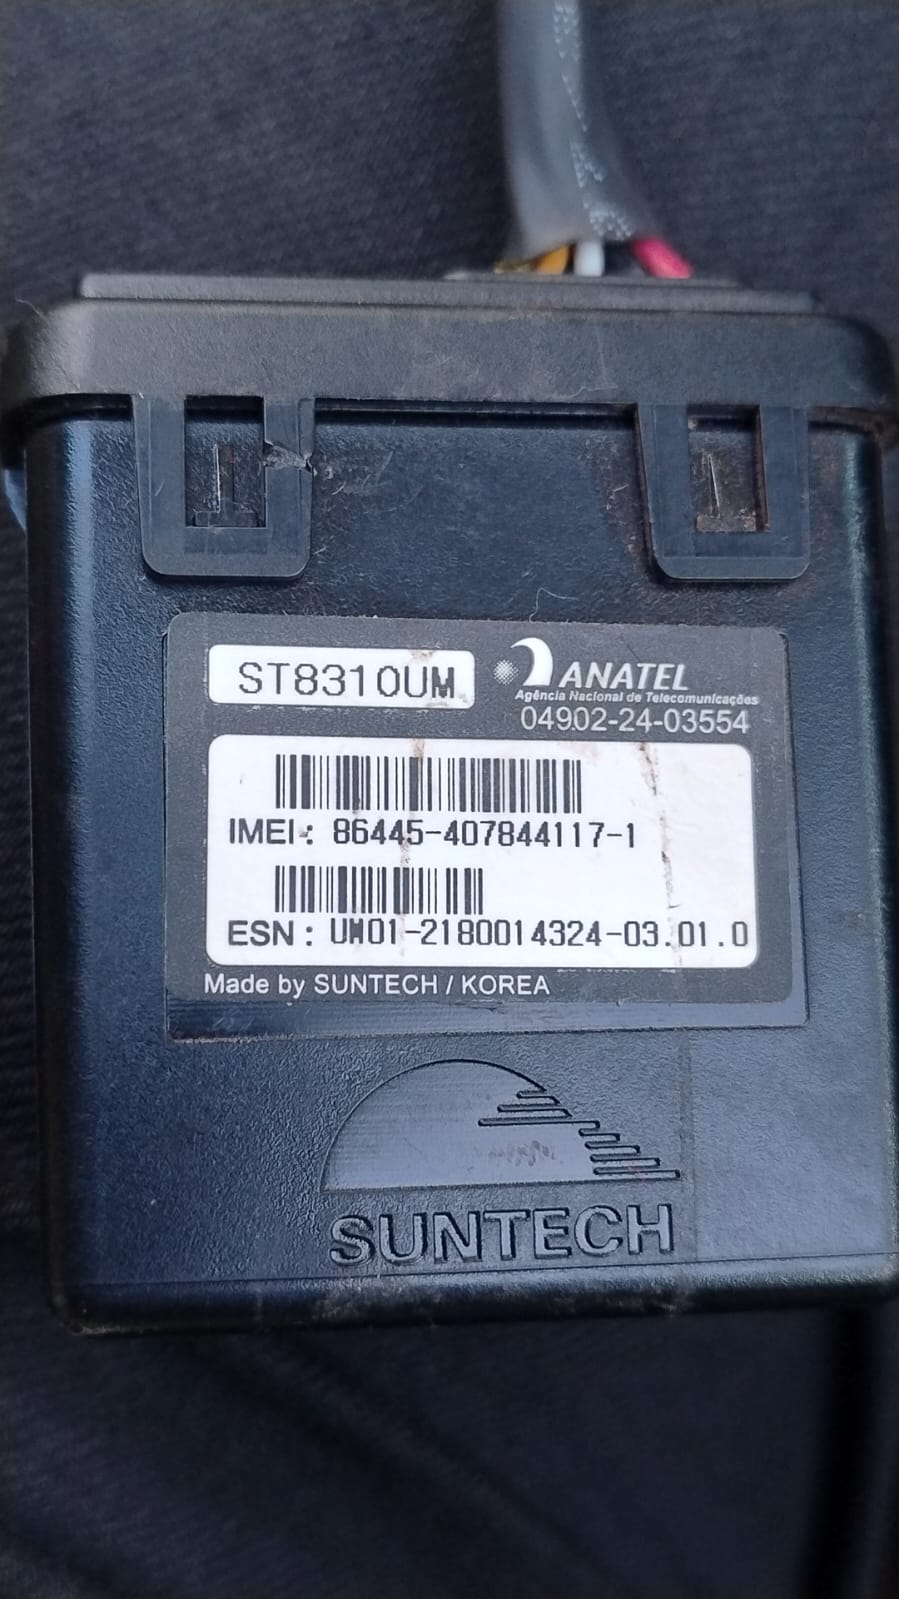 ST8310UM
ANATEL
Agência Nacional de Telecomunicações
04902-24-03554
IMEI: 86445-407844117-1
ESN: UM01-2180014324-03.01.0
Made by SUNTECH / KOREA
SUNTECH